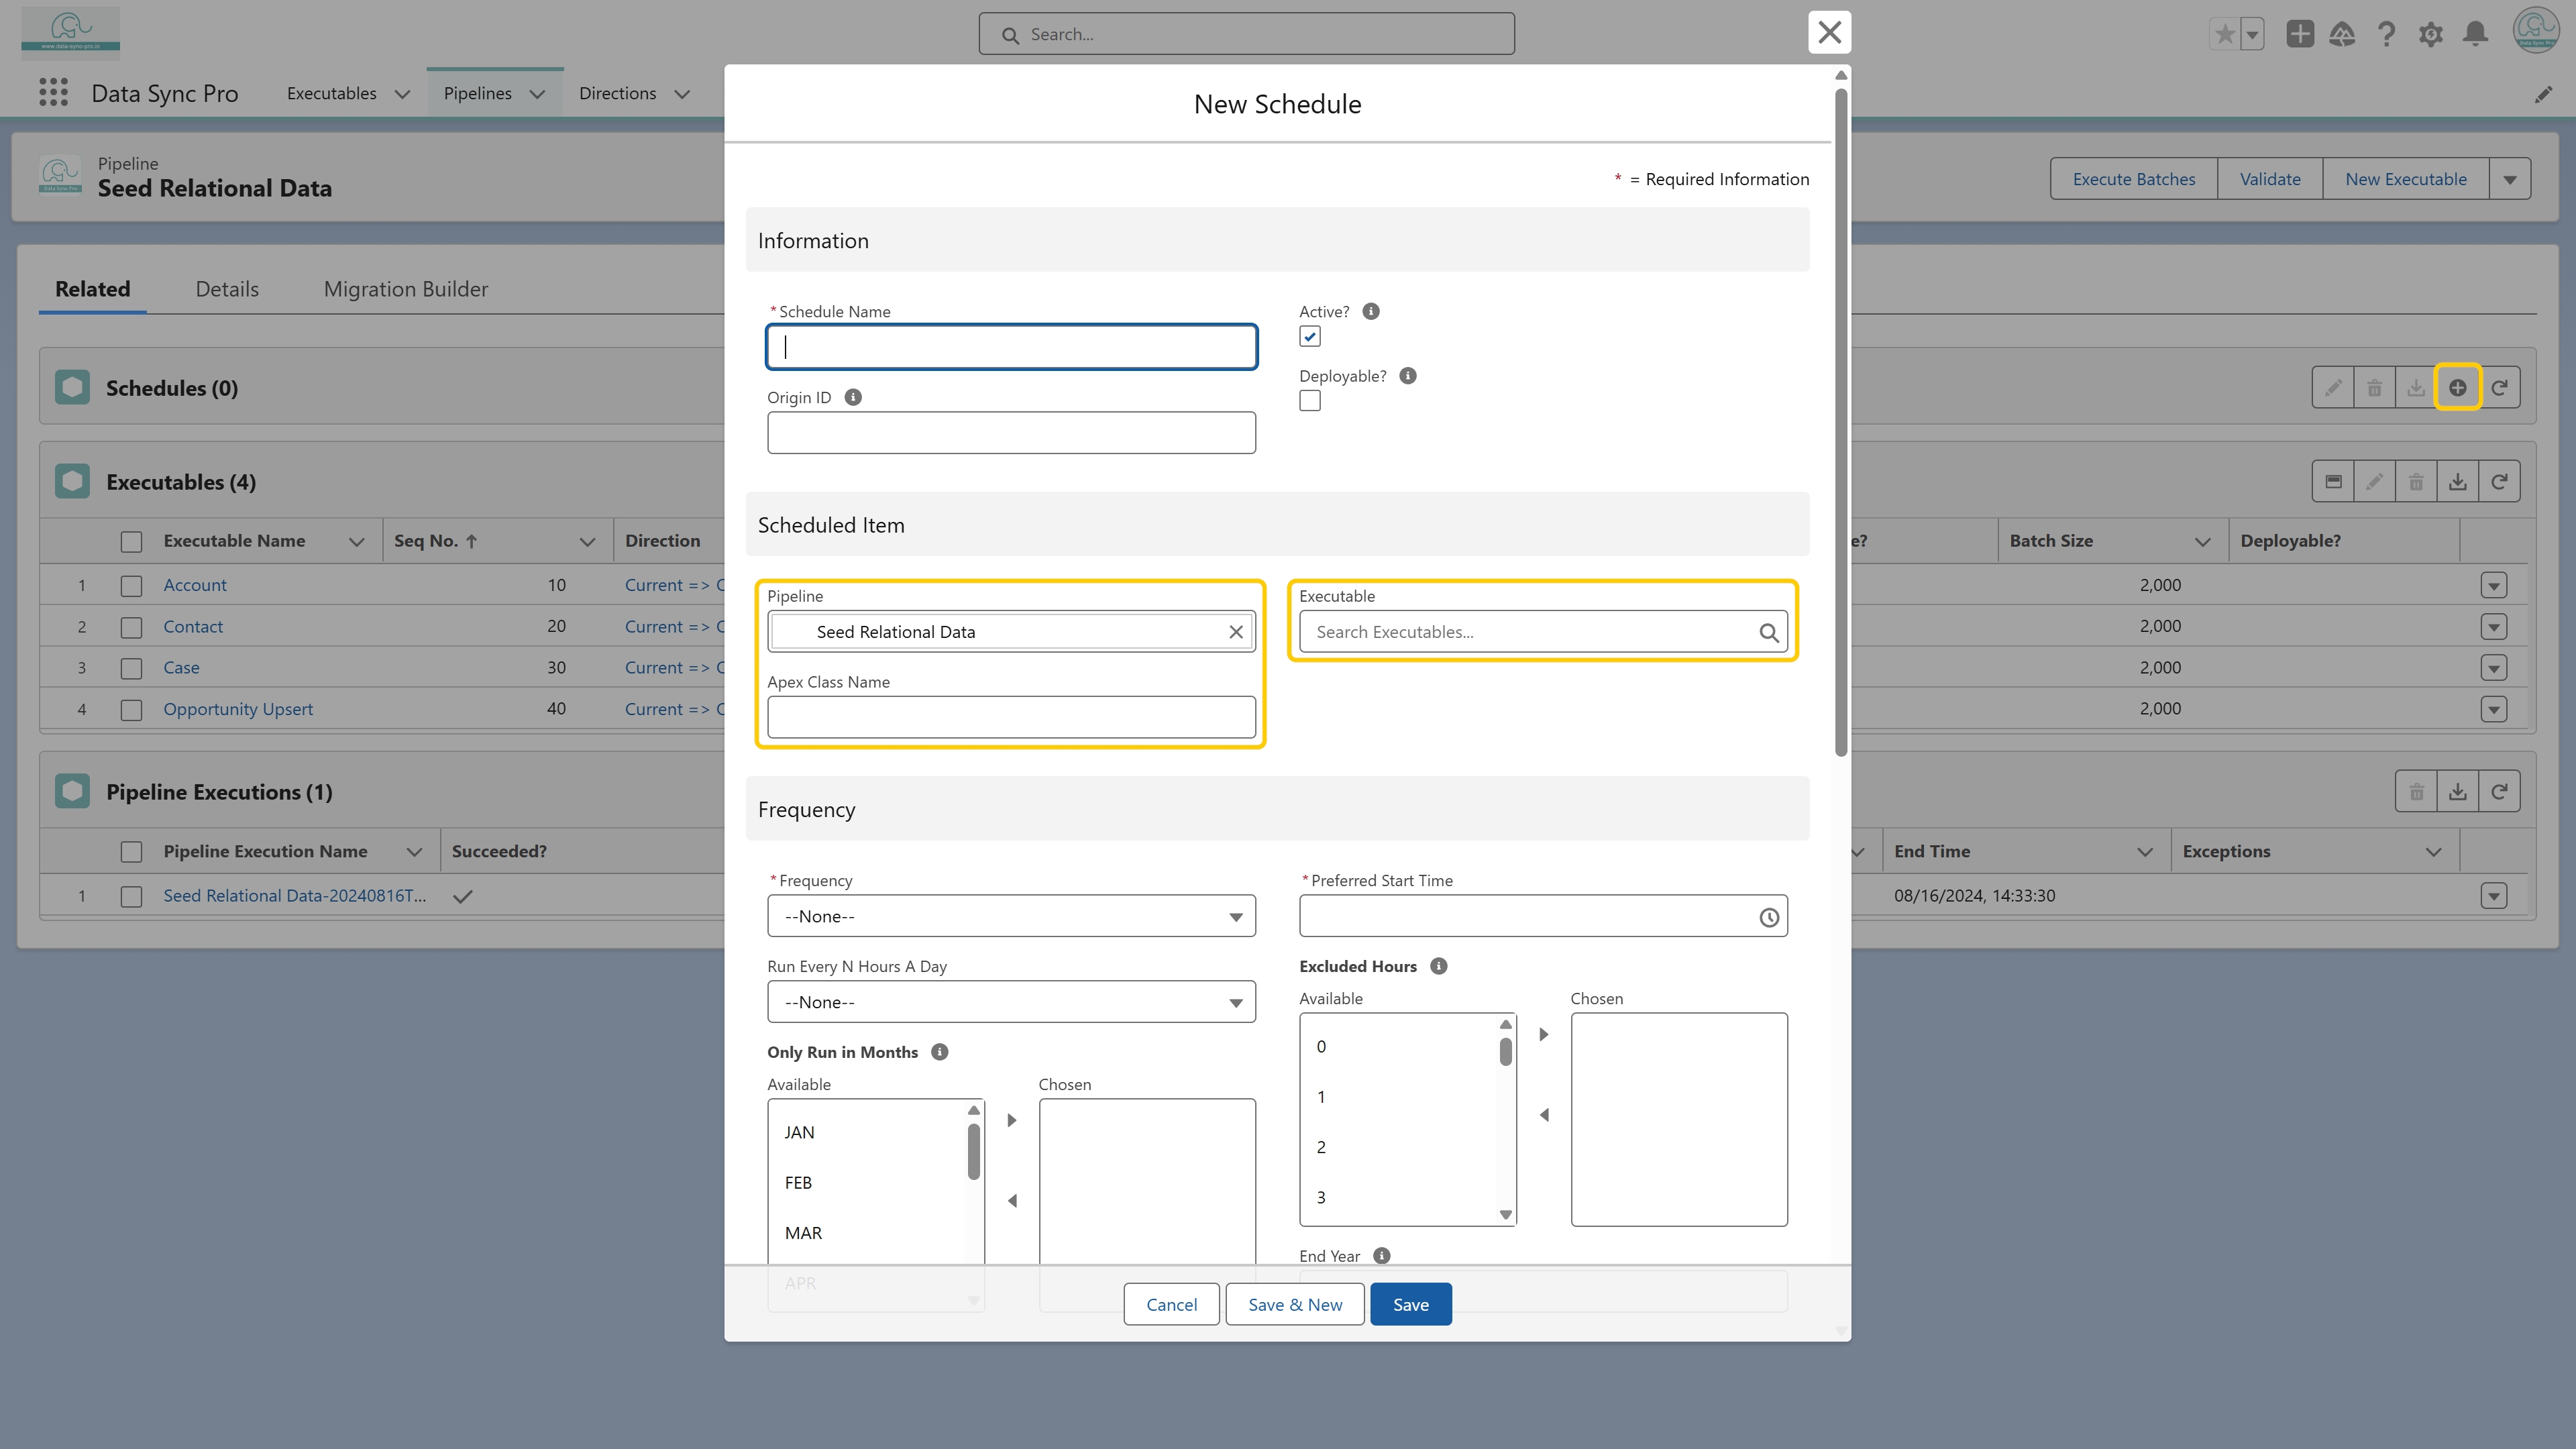 www.data-sync-pro.io
Search...
Data Sync Pro
Executables
Pipelines
Directions
Pipeline
Seed Relational Data
Execute Batches
Validate
New Executable
Related
Details
Migration Builder
Schedules (0)
Executables (4)
Executable Name
Seq No.
Direction
e?
Batch Size
Deployable?
1
Account
10
Current => C
2,000
2
Contact
20
Current => C
2,000
3
Case
30
Current => C
2,000
4
Opportunity Upsert
40
Current => C
2,000
Pipeline Executions (1)
Pipeline Execution Name
Succeeded?
End Time
Exceptions
1
Seed Relational Data-20240816T...
08/16/2024, 14:33:30
New Schedule
* = Required Information
Information
*Schedule Name
Active?
Deployable?
Origin ID
Scheduled Item
Pipeline
Seed Relational Data
Executable
Search Executables...
Apex Class Name
Frequency
*Frequency
--None--
*Preferred Start Time
Run Every N Hours A Day
--None--
Excluded Hours
Available
Chosen
0
1
2
3
Only Run in Months
Available
Chosen
JAN
FEB
MAR
APR
End Year
Cancel
Save & New
Save